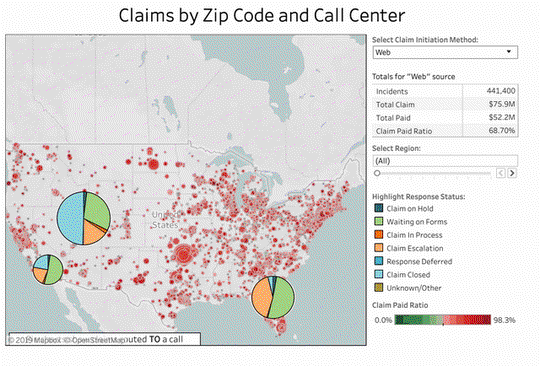 Claims by Zip Code and Call Center
Select Claim Initiation Method:
Web
Totals for "Web" source
Incidents 441,400
Total Claim $75.9M
Total Paid $52.2M
Claim Paid Ratio 68.70%
Select Region:
(All)
Highlight Response Status:
Claim on Hold
Waiting on Forms
Claim In Process
Claim Escalation
Response Deferred
Claim Closed
Unknown/Other
Claim Paid Ratio
0.0% 98.3%
United
States
© 2019 Mapbox © OpenStreetMap uted TO a call